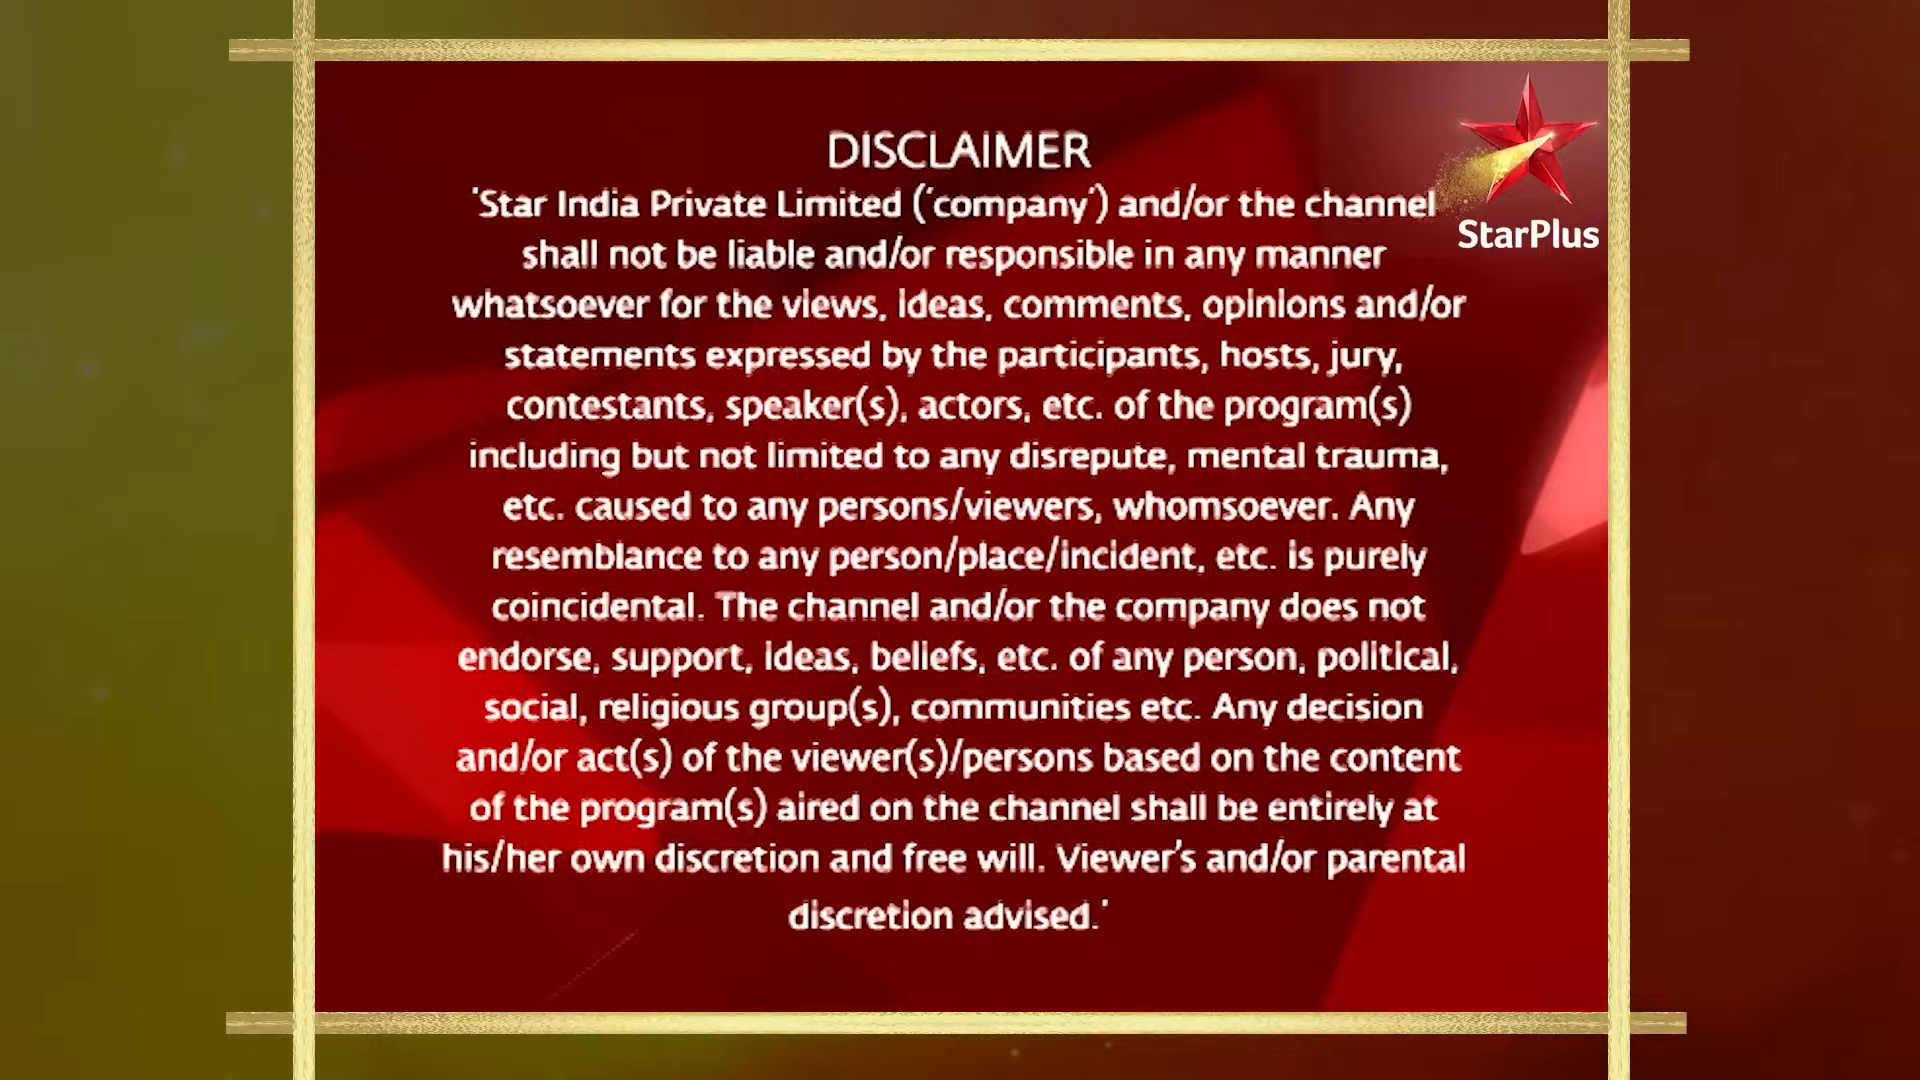 DISCLAIMER
'Star India Private Limited ('company') and/or the channel
shall not be liable and/or responsible in any manner
whatsoever for the views, ideas, comments, opinions and/or
statements expressed by the participants, hosts, jury,
contestants, speaker(s), actors, etc. of the program(s)
including but not limited to any disrepute, mental trauma,
etc. caused to any persons/viewers, whomsoever. Any
resemblance to any person/place/incident, etc. is purely
coincidental. The channel and/or the company does not
endorse, support, ideas, beliefs, etc. of any person, political,
social, religious group(s), communities etc. Any decision
and/or act(s) of the viewer(s)/persons based on the content
of the program(s) aired on the channel shall be entirely at
his/her own discretion and free will. Viewer's and/or parental
discretion advised.'
StarPlus